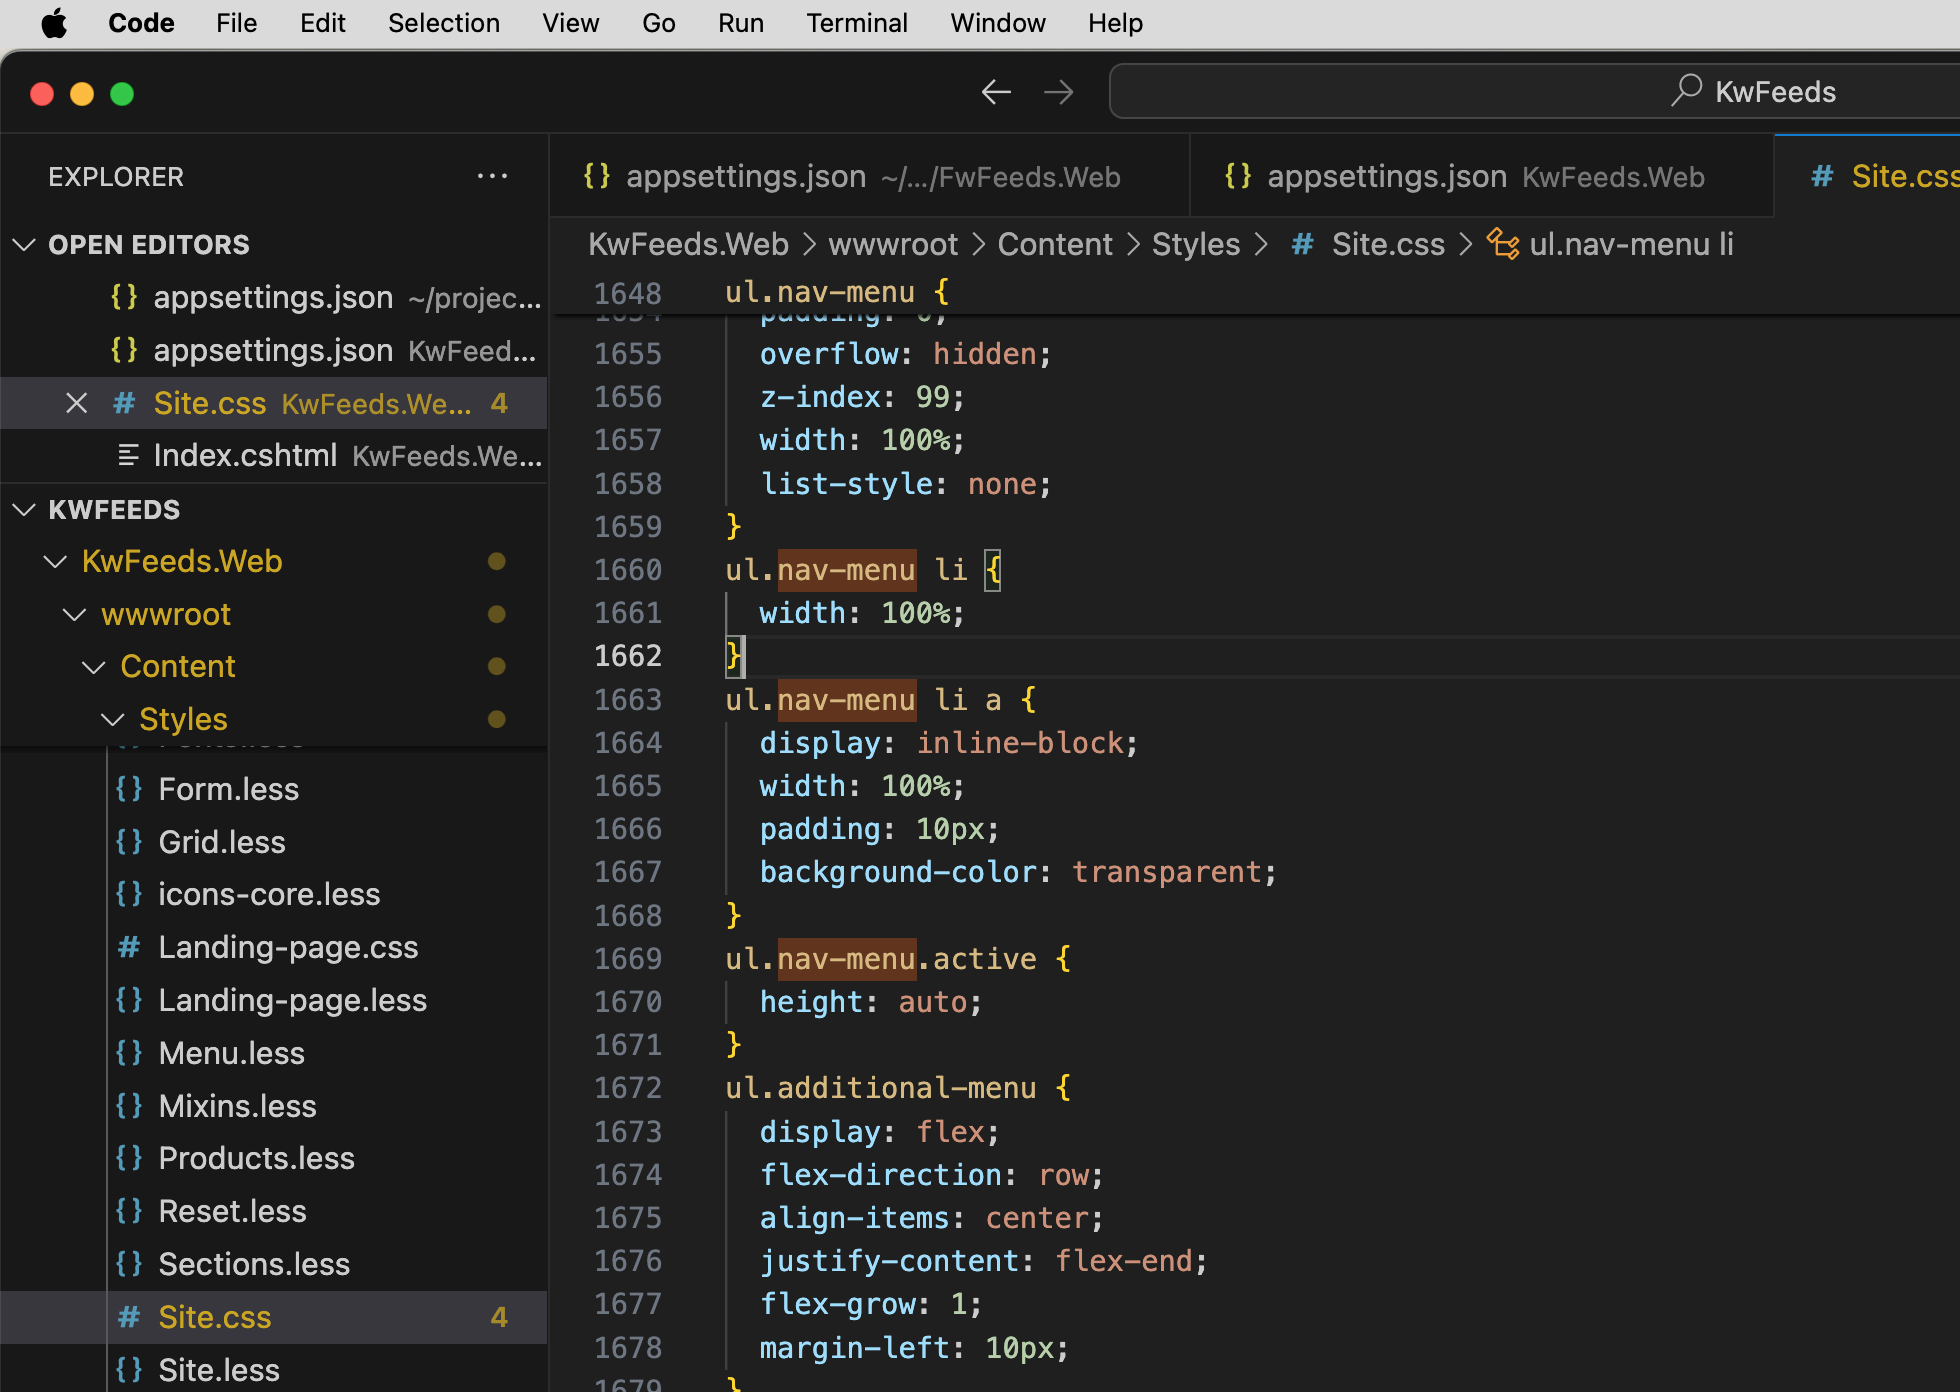 Code File Edit Selection View Go Run Terminal Window Help
KwFeeds
EXPLORER ...
{} appsettings.json ~/.../FwFeeds.Web {} appsettings.json KwFeeds.Web # Site.css
OPEN EDITORS
{} appsettings.json ~/projec...
{} appsettings.json KwFeed...
# Site.css KwFeeds.We... 4
Index.cshtml KwFeeds.We...
KWFEEDS
KwFeeds.Web
wwwroot
Content
Styles
{} Form.less
{} Grid.less
{} icons-core.less
# Landing-page.css
{} Landing-page.less
{} Menu.less
{} Mixins.less
{} Products.less
{} Reset.less
{} Sections.less
# Site.css 4
{} Site.less
KwFeeds.Web > wwwroot > Content > Styles > # Site.css > ul.nav-menu li
1648 ul.nav-menu {
1654 padding: 0;
1655 overflow: hidden;
1656 z-index: 99;
1657 width: 100%;
1658 list-style: none;
1659 }
1660 ul.nav-menu li {
1661 width: 100%;
1662 }
1663 ul.nav-menu li a {
1664 display: inline-block;
1665 width: 100%;
1666 padding: 10px;
1667 background-color: transparent;
1668 }
1669 ul.nav-menu.active {
1670 height: auto;
1671 }
1672 ul.additional-menu {
1673 display: flex;
1674 flex-direction: row;
1675 align-items: center;
1676 justify-content: flex-end;
1677 flex-grow: 1;
1678 margin-left: 10px;
1679 }